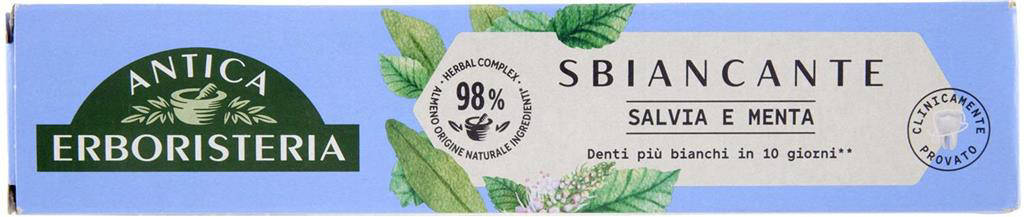 ANTICA
ERBORISTERIA
HERBAL COMPLEX
98%
ALMENO ORIGINE NATURALE INGREDIENTI*
SBIANCANTE
SALVIA E MENTA
Denti più bianchi in 10 giorni**
CLINICAMENTE
PROVATO